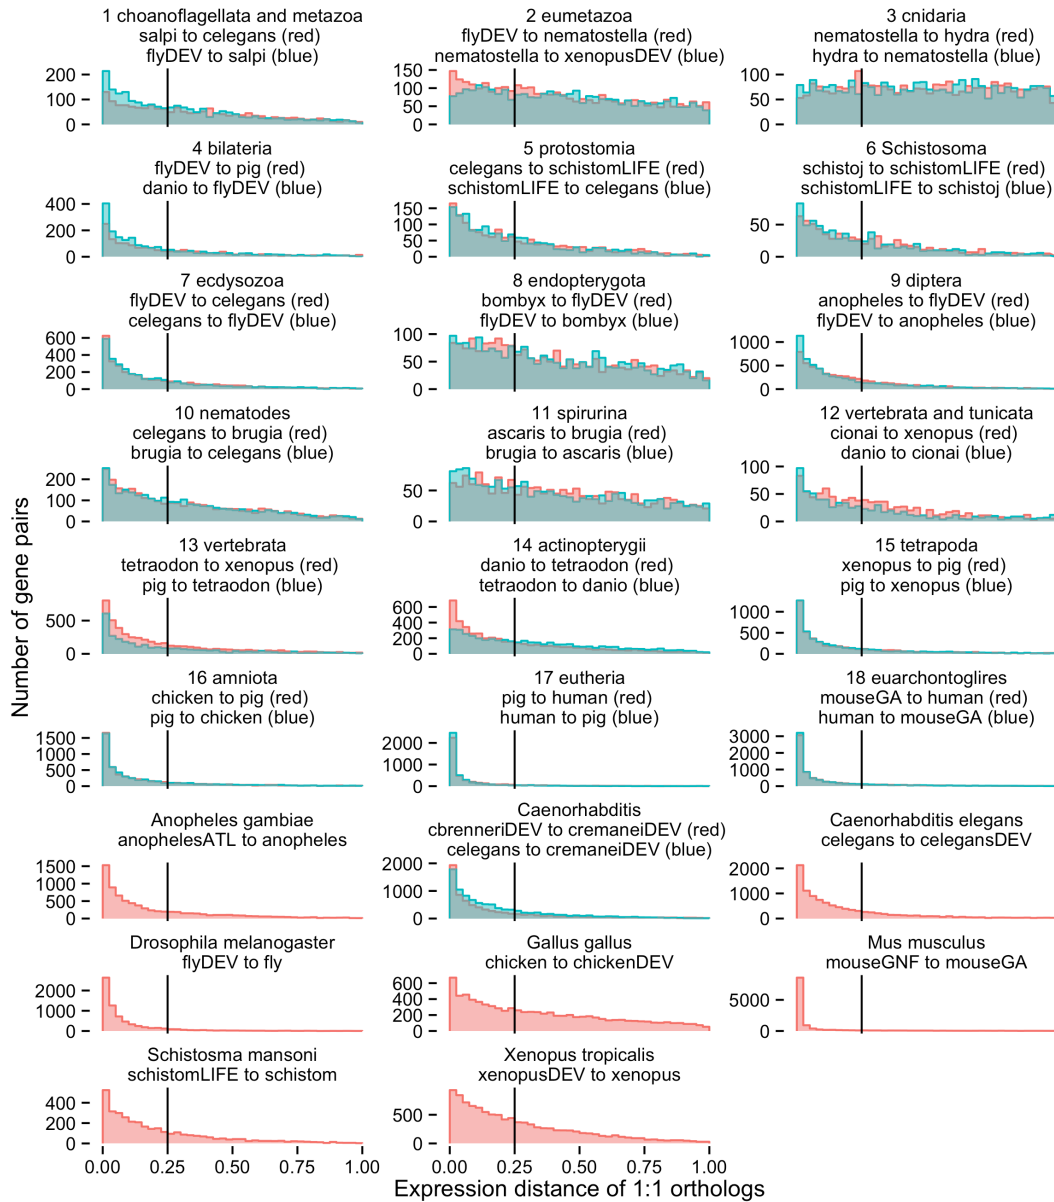 1 choanoflagellata and metazoa
salpi to celegans (red)
flyDEV to salpi (blue)
200
100
0
2 eumetazoa
flyDEV to nematostella (red)
nematostella to xenopusDEV (blue)
150
100
50
0
3 cnidaria
nematostella to hydra (red)
hydra to nematostella (blue)
100
50
0
4 bilateria
flyDEV to pig (red)
danio to flyDEV (blue)
400
200
0
5 protostomia
celegans to schistomLIFE (red)
schistomLIFE to celegans (blue)
150
100
50
0
6 Schistosoma
schistoj to schistomLIFE (red)
schistomLIFE to schistoj (blue)
50
0
7 ecdysozoa
flyDEV to celegans (red)
celegans to flyDEV (blue)
600
400
200
0
8 endopterygota
bombyx to flyDEV (red)
flyDEV to bombyx (blue)
100
50
0
9 diptera
anopheles to flyDEV (red)
flyDEV to anopheles (blue)
1000
500
0
10 nematodes
celegans to brugia (red)
brugia to celegans (blue)
200
100
0
11 spirurina
ascaris to brugia (red)
brugia to ascaris (blue)
50
0
12 vertebrata and tunicata
cionai to xenopus (red)
danio to cionai (blue)
100
50
0
13 vertebrata
tetraodon to xenopus (red)
pig to tetraodon (blue)
500
0
14 actinopterygii
danio to tetraodon (red)
tetraodon to danio (blue)
600
400
200
0
15 tetrapoda
xenopus to pig (red)
pig to xenopus (blue)
1000
500
0
16 amniota
chicken to pig (red)
pig to chicken (blue)
1500
1000
500
0
17 eutheria
pig to human (red)
human to pig (blue)
2000
1000
0
18 euarchontoglires
mouseGA to human (red)
human to mouseGA (blue)
3000
2000
1000
0
Anopheles gambiae
anophelesATL to anopheles
1500
1000
500
0
Caenorhabditis
cbrenneriDEV to cremaneiDEV (red)
celegans to cremaneiDEV (blue)
2000
1000
0
Caenorhabditis elegans
celegans to celegansDEV
2000
1000
0
Drosophila melanogaster
flyDEV to fly
2000
1000
0
Gallus gallus
chicken to chickenDEV
600
400
200
0
Mus musculus
mouseGNF to mouseGA
5000
0
Schistosma mansoni
schistomLIFE to schistom
400
200
0
0.00 0.25 0.50 0.75 1.00
Xenopus tropicalis
xenopusDEV to xenopus
500
0
0.00 0.25 0.50 0.75 1.00
Number of gene pairs
Expression distance of 1:1 orthologs